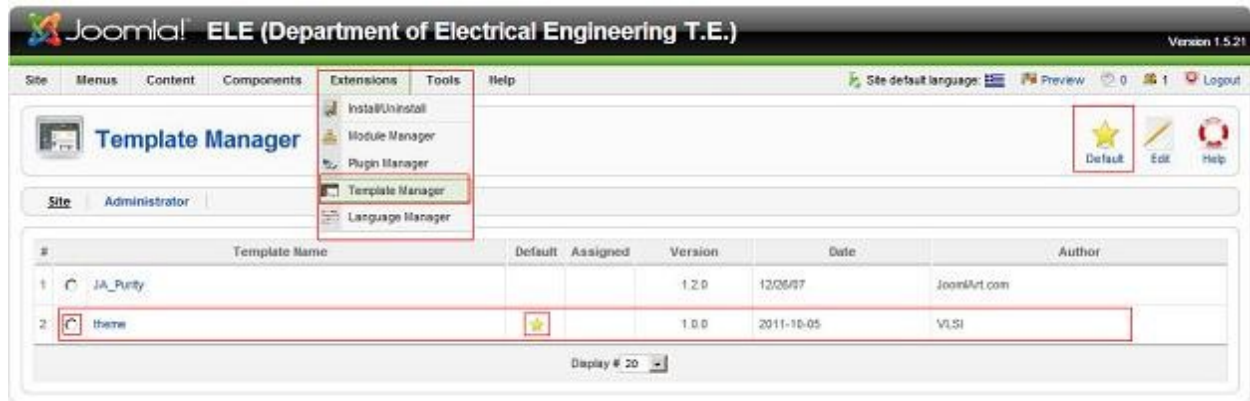 Joomla! ELE (Department of Electrical Engineering T.E.)
Version 1.5.21
Site Menus Content Components Extensions Tools Help Site default language: Preview 0 1 Logout
Install/Uninstall
Module Manager
Plugin Manager
Template Manager
Language Manager
Template Manager
Default Edit Help
Site Administrator
# Template Name Default Assigned Version Date Author
1 JA_Purity 1.2.0 12/26/07 JoomlArt.com
2 theme 1.0.0 2011-10-05 VLSI
Display # 20